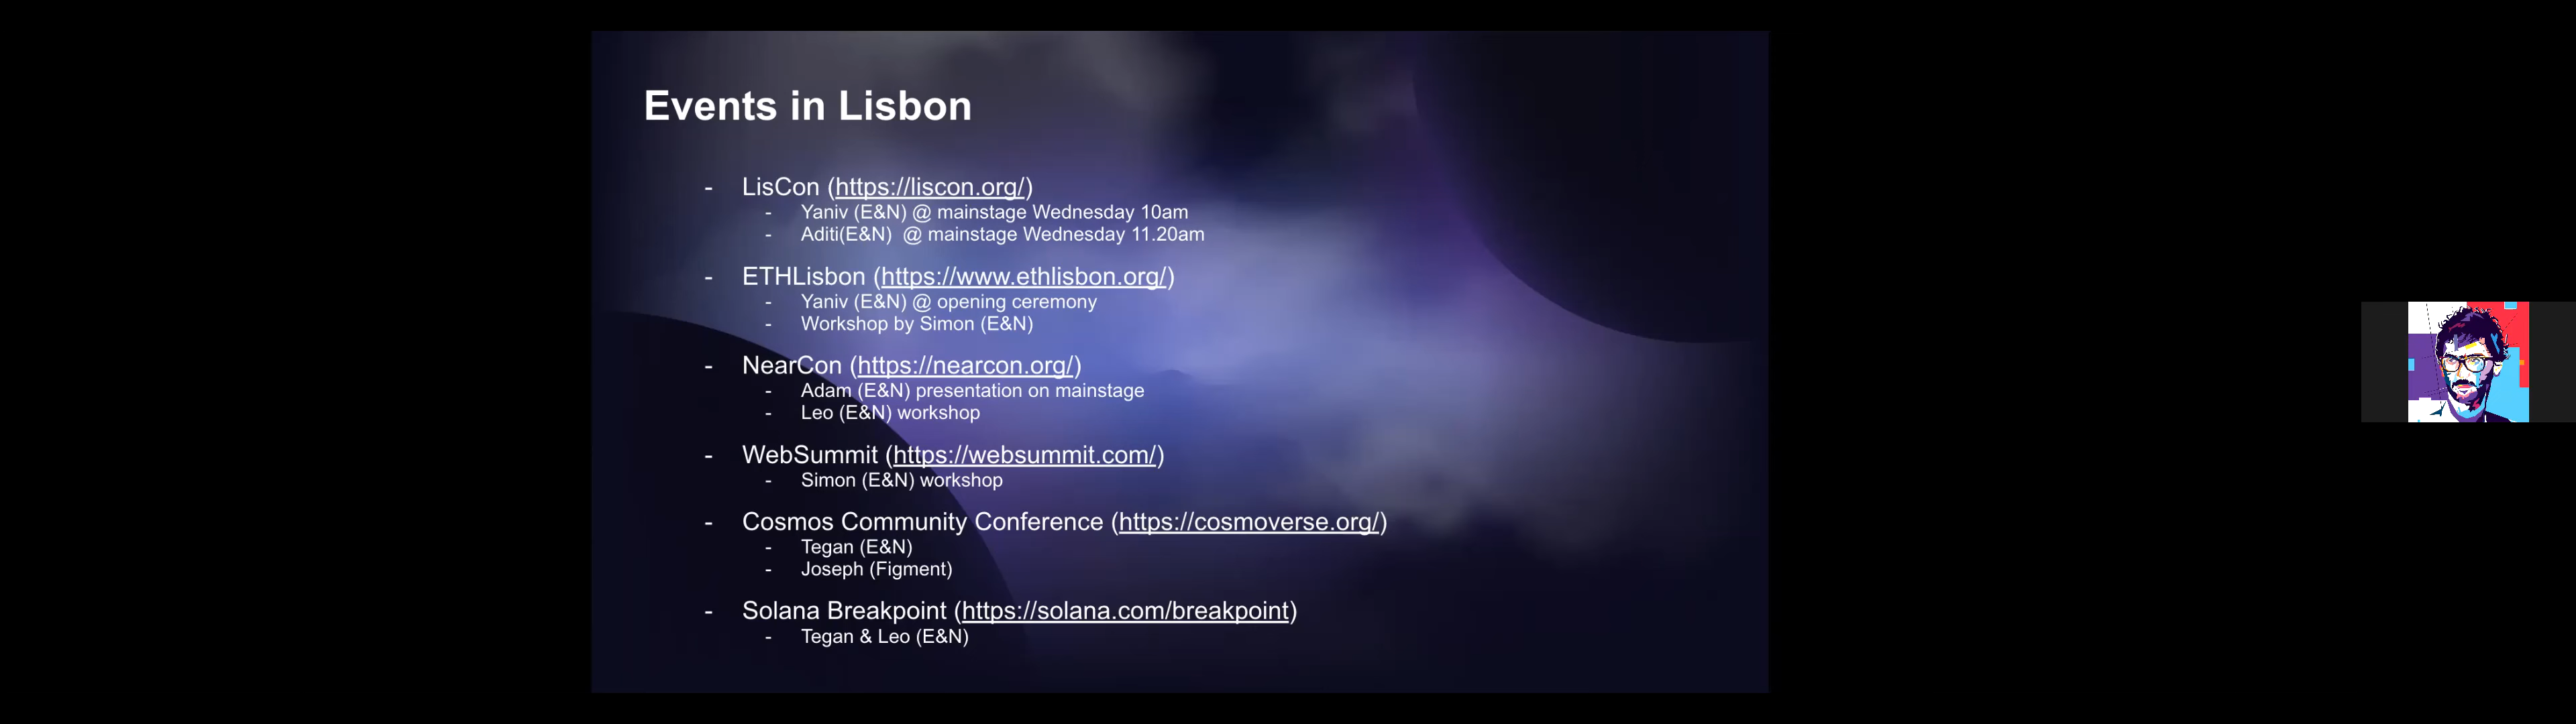 Events in Lisbon
- LisCon (https://liscon.org/)
- Yaniv (E&N) @ mainstage Wednesday 10am
- Aditi(E&N)  @ mainstage Wednesday 11.20am
- ETHLisbon (https://www.ethlisbon.org/)
- Yaniv (E&N) @ opening ceremony
- Workshop by Simon (E&N)
- NearCon (https://nearcon.org/)
- Adam (E&N) presentation on mainstage
- Leo (E&N) workshop
- WebSummit (https://websummit.com/)
- Simon (E&N) workshop
- Cosmos Community Conference (https://cosmoverse.org/)
- Tegan (E&N)
- Joseph (Figment)
- Solana Breakpoint (https://solana.com/breakpoint)
- Tegan & Leo (E&N)